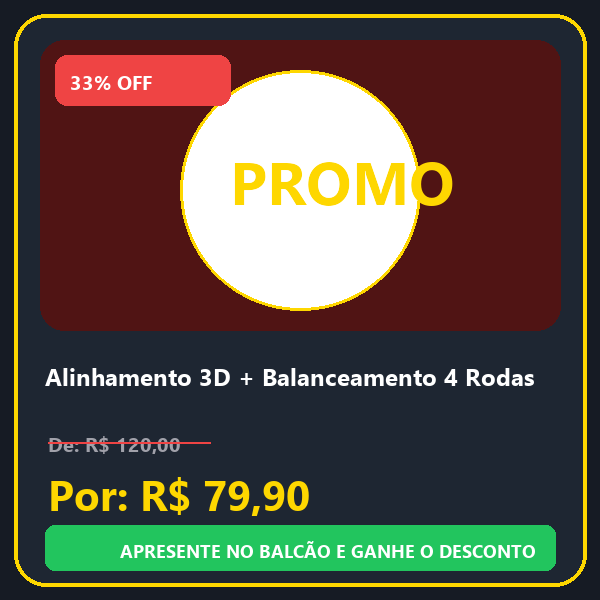 33% OFF
PROMO
Alinhamento 3D + Balanceamento 4 Rodas
De: R$ 120,00
Por: R$ 79,90
APRESENTE NO BALCÃO E GANHE O DESCONTO